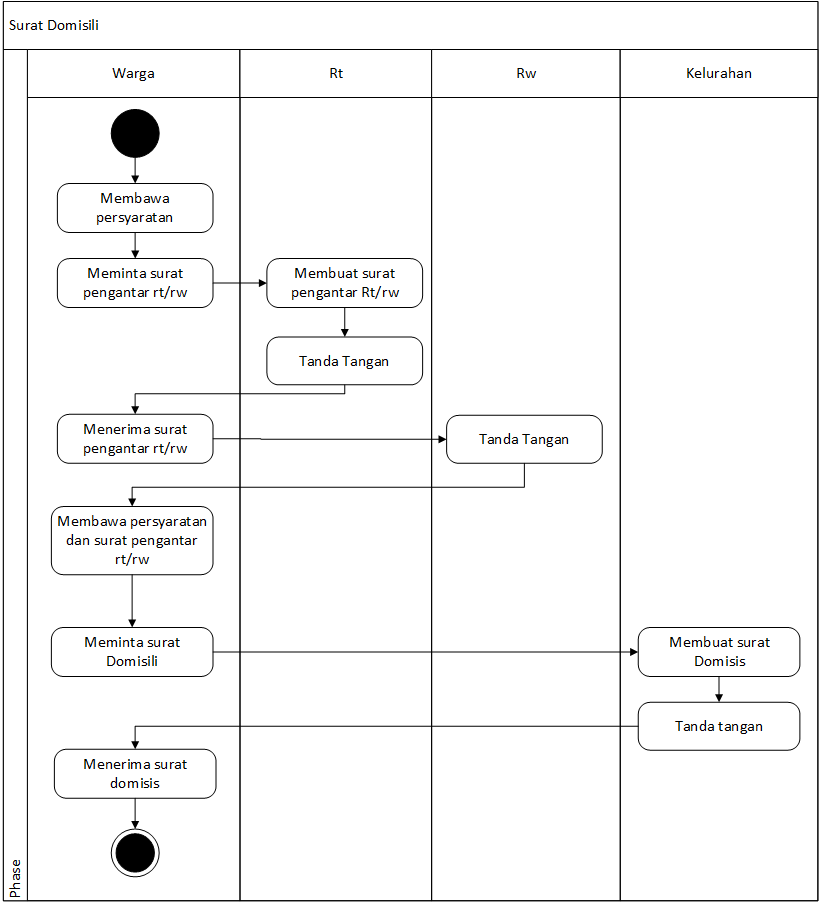 Surat Domisili
Warga
Rt
Rw
Kelurahan
Membawa
persyaratan
Meminta surat
pengantar rt/rw
Membuat surat
pengantar Rt/rw
Tanda Tangan
Menerima surat
pengantar rt/rw
Tanda Tangan
Membawa persyaratan
dan surat pengantar
rt/rw
Meminta surat
Domisili
Membuat surat
Domisis
Tanda tangan
Menerima surat
domisis
Phase